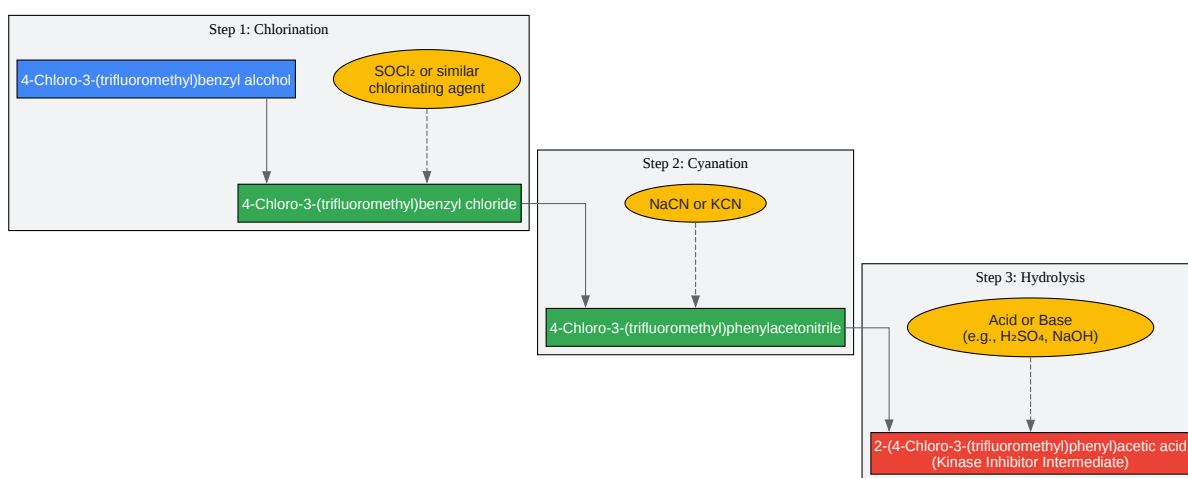 Step 1: Chlorination
4-Chloro-3-(trifluoromethyl)benzyl alcohol
SOCl₂ or similar
chlorinating agent
4-Chloro-3-(trifluoromethyl)benzyl chloride
Step 2: Cyanation
NaCN or KCN
4-Chloro-3-(trifluoromethyl)phenylacetonitrile
Step 3: Hydrolysis
Acid or Base
(e.g., H₂SO₄, NaOH)
2-(4-Chloro-3-(trifluoromethyl)phenyl)acetic acid
(Kinase Inhibitor Intermediate)